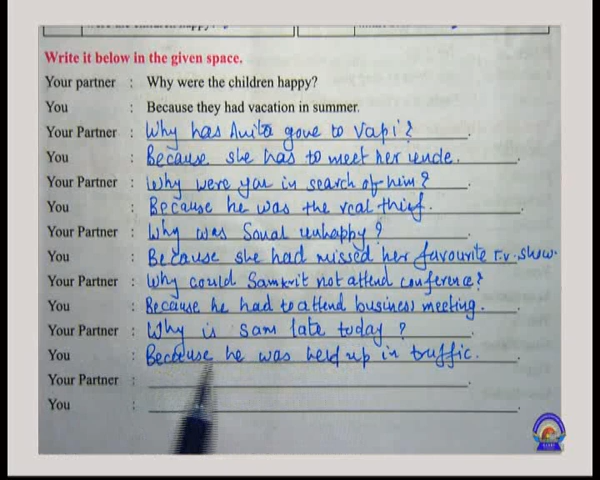 Write it below in the given space.
Your partner : Why were the children happy?
You : Because they had vacation in summer.
Your Partner : Why has Anita gone to Vapi?
You : Because she has to meet her uncle.
Your Partner : Why were you in search of him?
You : Because he was the real thief.
Your Partner : Why was Sonal unhappy?
You : Because she had missed her favourite T.V. show.
Your Partner : Why could Samkrit not attend conference?
You : Because he had to attend business meeting.
Your Partner : Why is Sam late today?
You : Because he was held up in traffic.
Your Partner :
You :